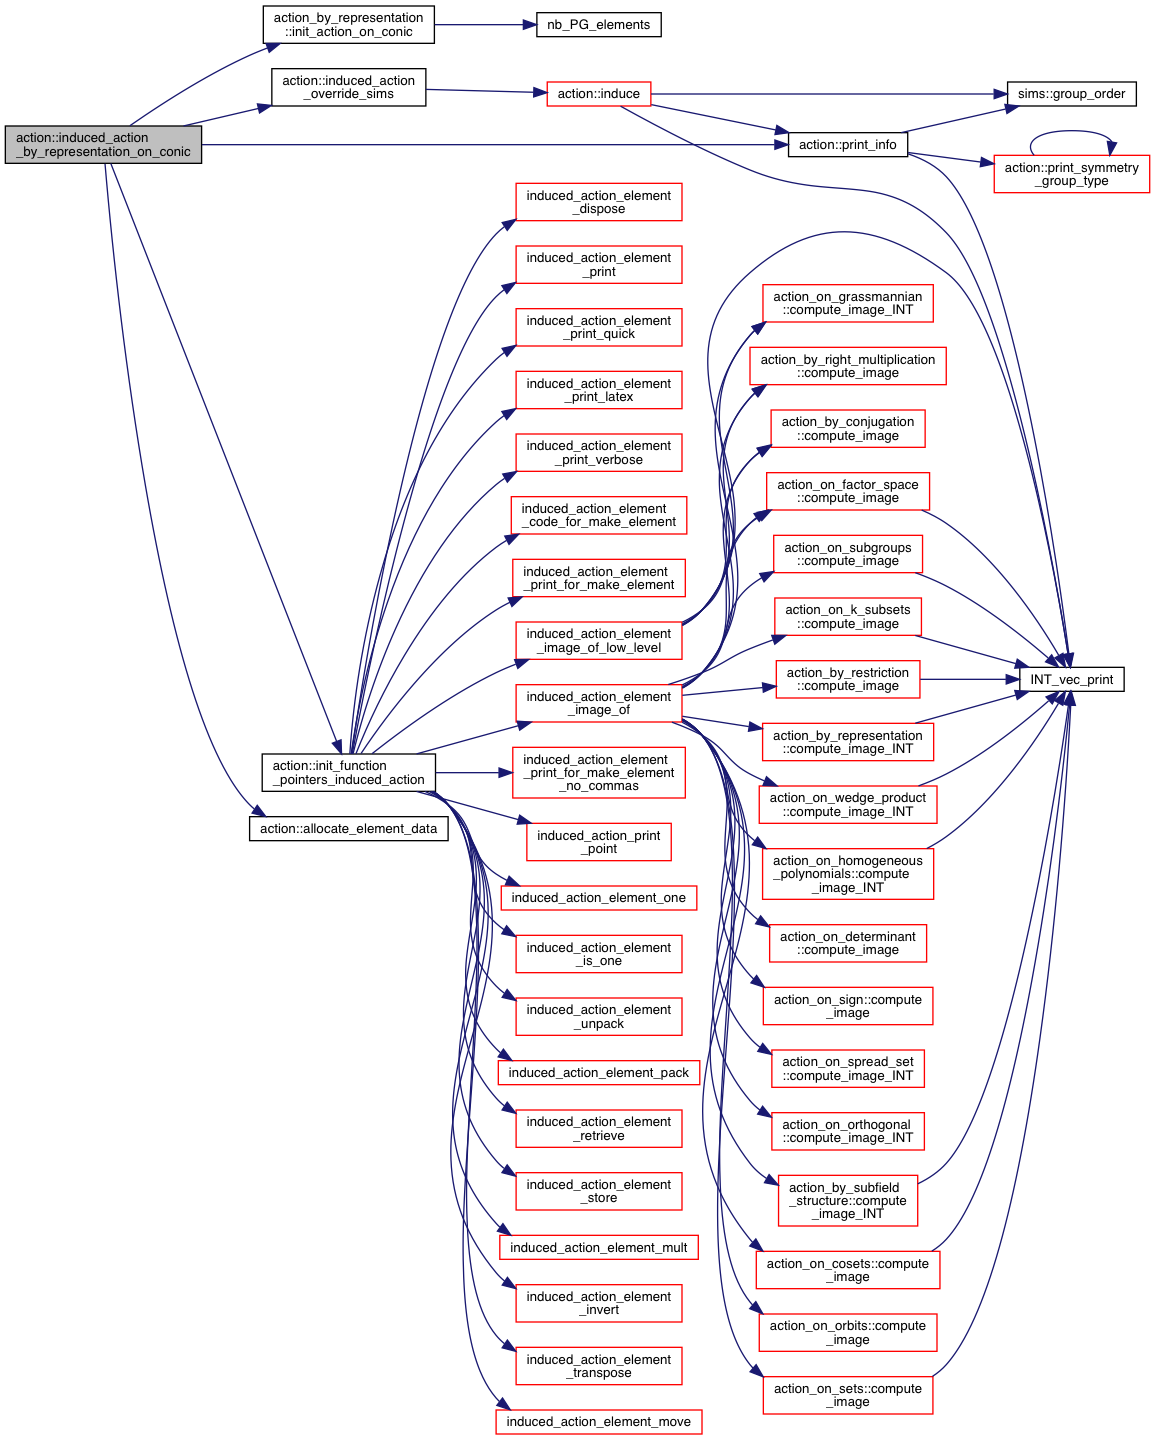 action::induced_action
_by_representation_on_conic
action_by_representation
::init_action_on_conic
nb_PG_elements
action::induced_action
_override_sims
action::induce
sims::group_order
action::print_info
action::print_symmetry
_group_type
action::init_function
_pointers_induced_action
action::allocate_element_data
induced_action_element
_dispose
induced_action_element
_print
induced_action_element
_print_quick
induced_action_element
_print_latex
induced_action_element
_print_verbose
induced_action_element
_code_for_make_element
induced_action_element
_print_for_make_element
induced_action_element
_image_of_low_level
induced_action_element
_image_of
induced_action_element
_print_for_make_element
_no_commas
induced_action_print
_point
induced_action_element_one
induced_action_element
_is_one
induced_action_element
_unpack
induced_action_element_pack
induced_action_element
_retrieve
induced_action_element
_store
induced_action_element_mult
induced_action_element
_invert
induced_action_element
_transpose
induced_action_element_move
action_on_grassmannian
::compute_image_INT
action_by_right_multiplication
::compute_image
action_by_conjugation
::compute_image
action_on_factor_space
::compute_image
action_on_subgroups
::compute_image
action_on_k_subsets
::compute_image
action_by_restriction
::compute_image
action_by_representation
::compute_image_INT
action_on_wedge_product
::compute_image_INT
action_on_homogeneous
_polynomials::compute
_image_INT
action_on_determinant
::compute_image
action_on_sign::compute
_image
action_on_spread_set
::compute_image_INT
action_on_orthogonal
::compute_image_INT
action_by_subfield
_structure::compute
_image_INT
action_on_cosets::compute
_image
action_on_orbits::compute
_image
action_on_sets::compute
_image
INT_vec_print